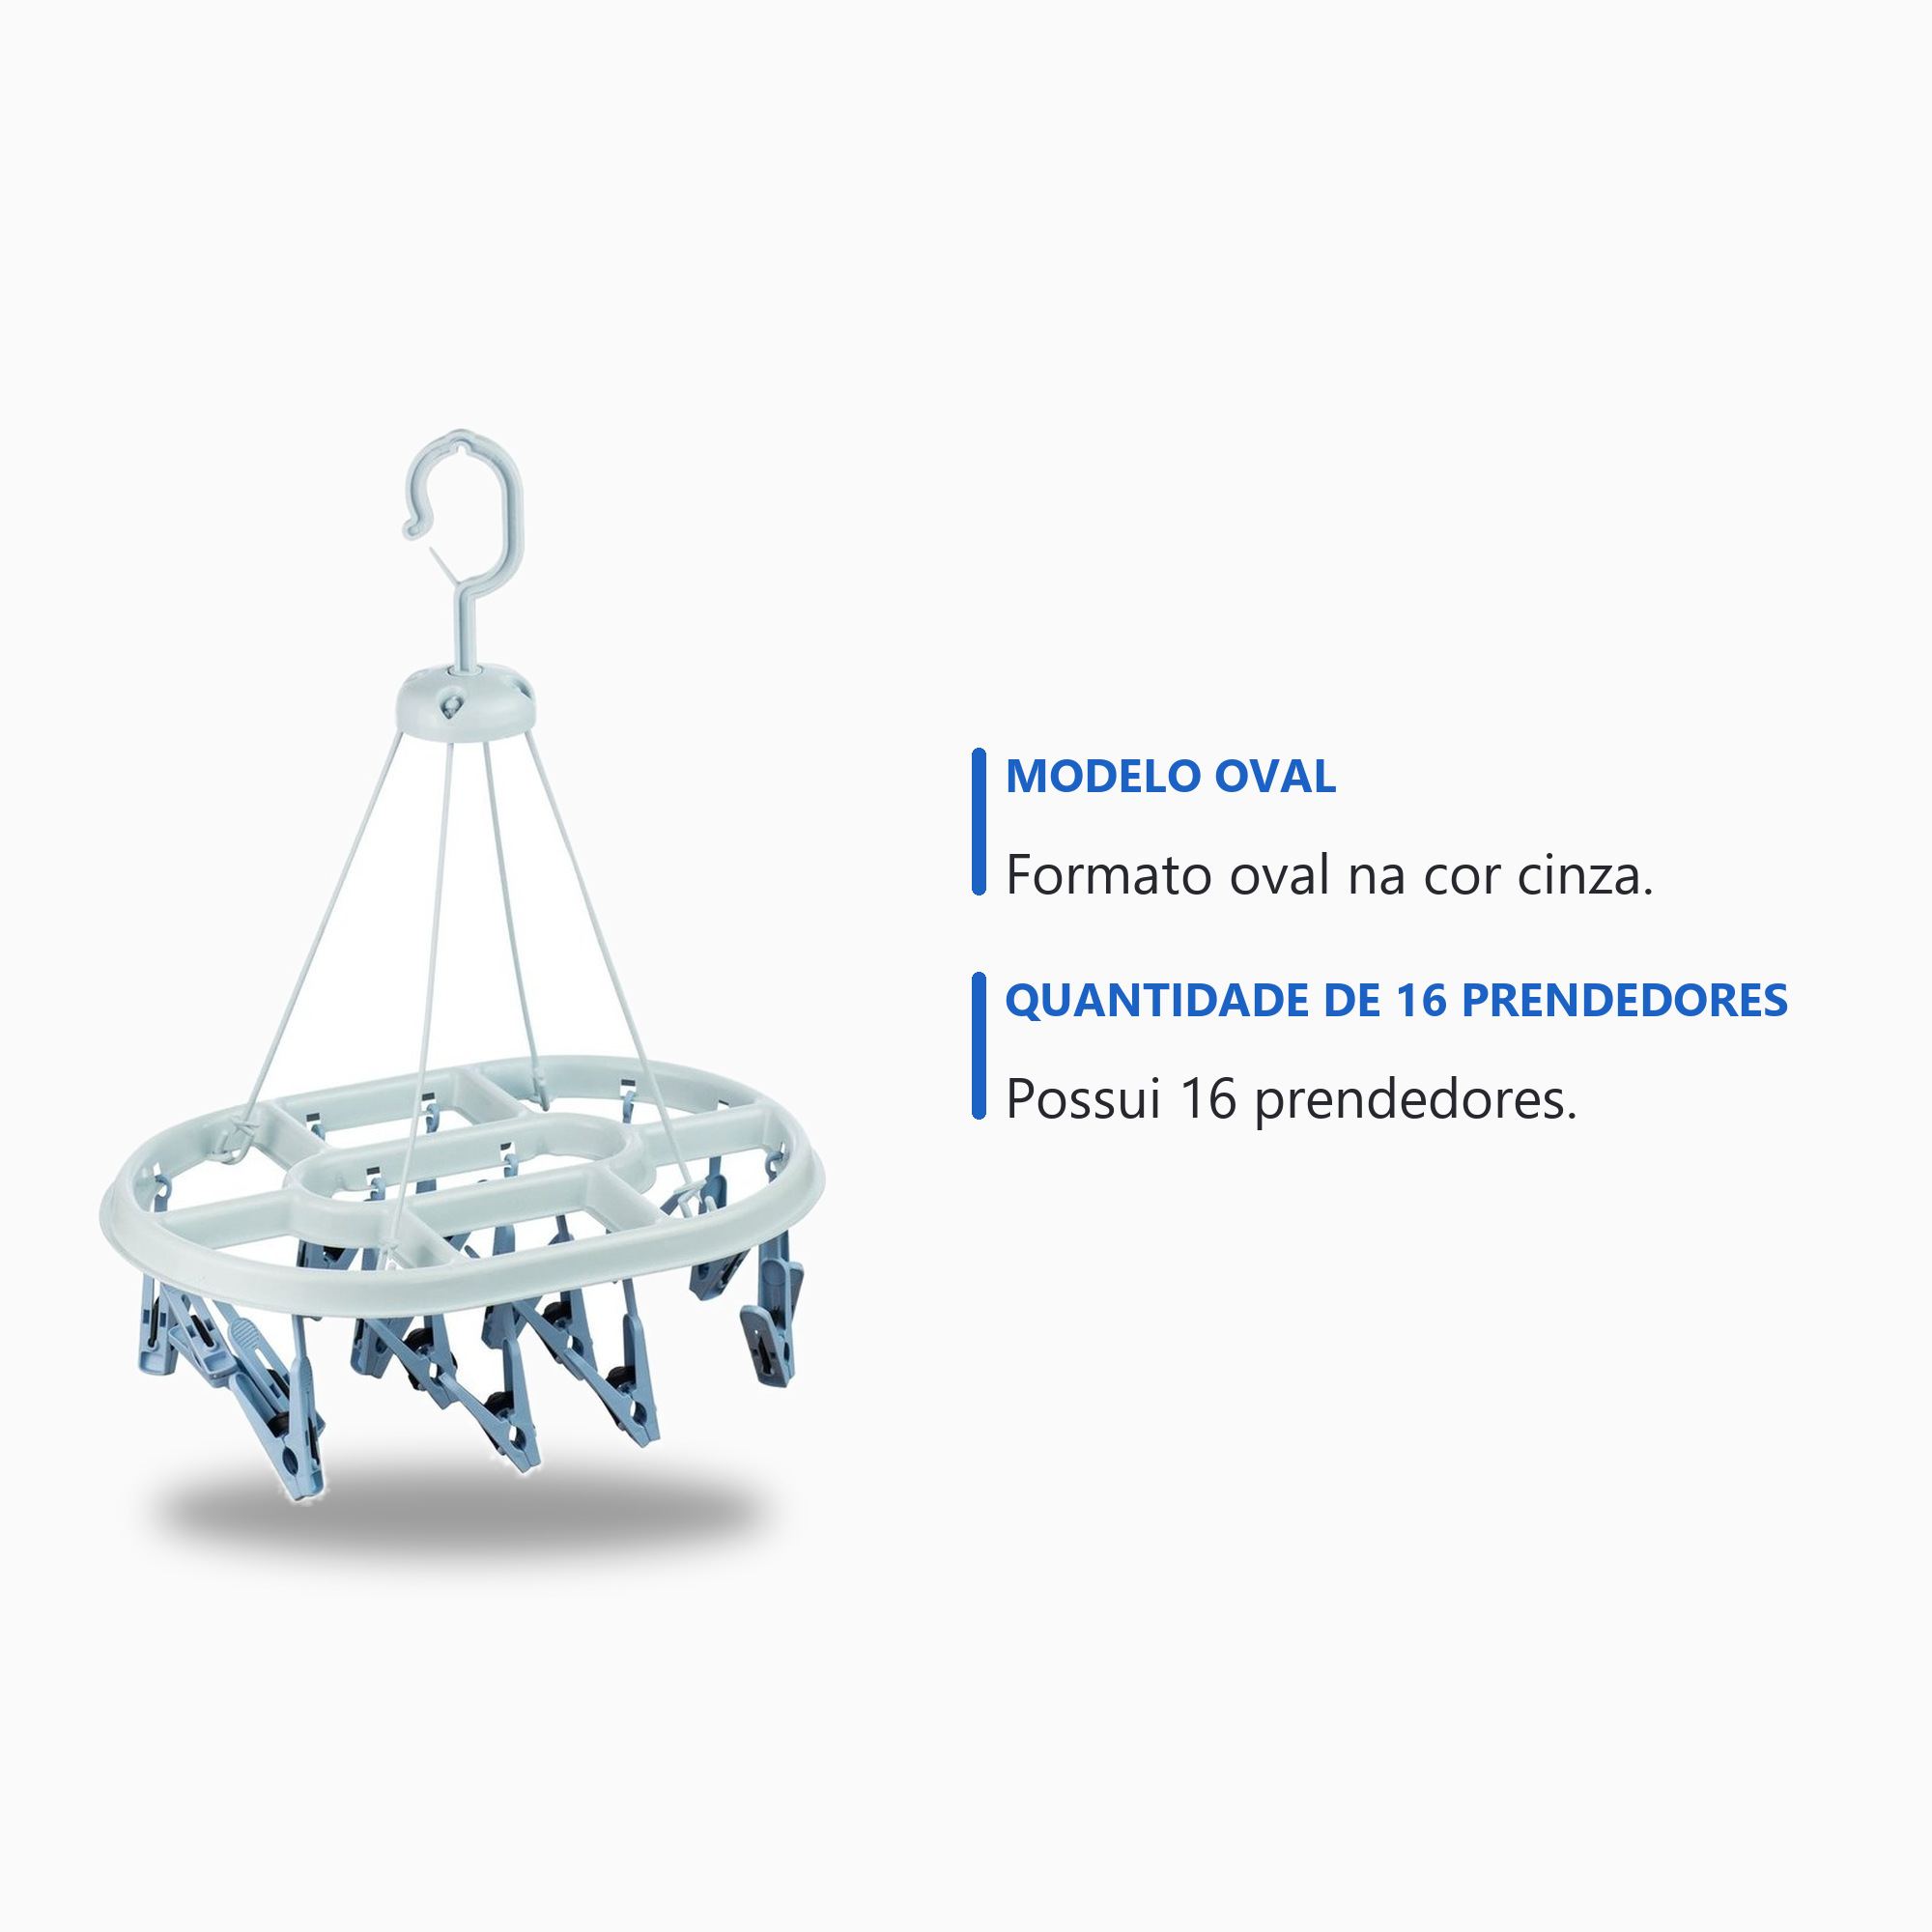 MODELO OVAL
Formato oval na cor cinza.
QUANTIDADE DE 16 PRENDEDORES
Possui 16 prendedores.